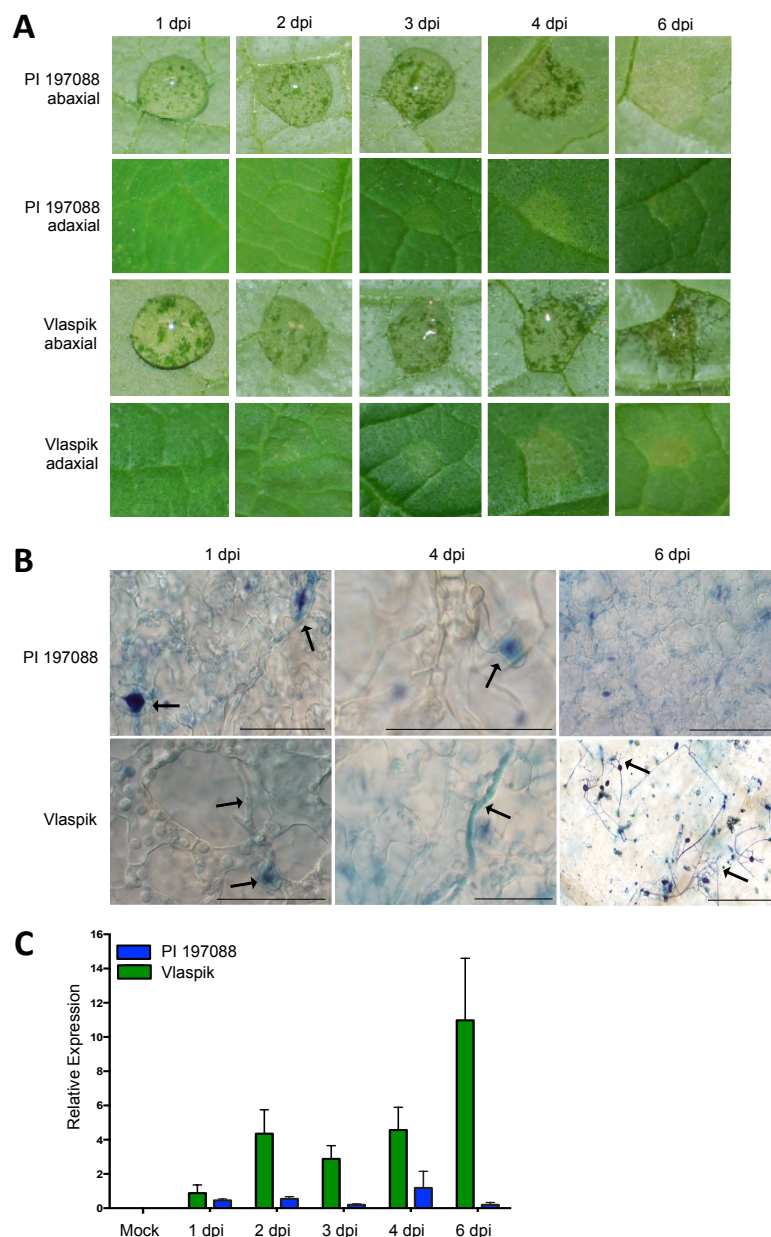 A
1 dpi 2 dpi 3 dpi 4 dpi 6 dpi
PI 197088
abaxial
PI 197088
adaxial
Vlaspik
abaxial
Vlaspik
adaxial
B
1 dpi 4 dpi 6 dpi
PI 197088
Vlaspik
C
16
14
12
10
8
6
4
2
0
Relative Expression
PI 197088
Vlaspik
Mock 1 dpi 2 dpi 3 dpi 4 dpi 6 dpi